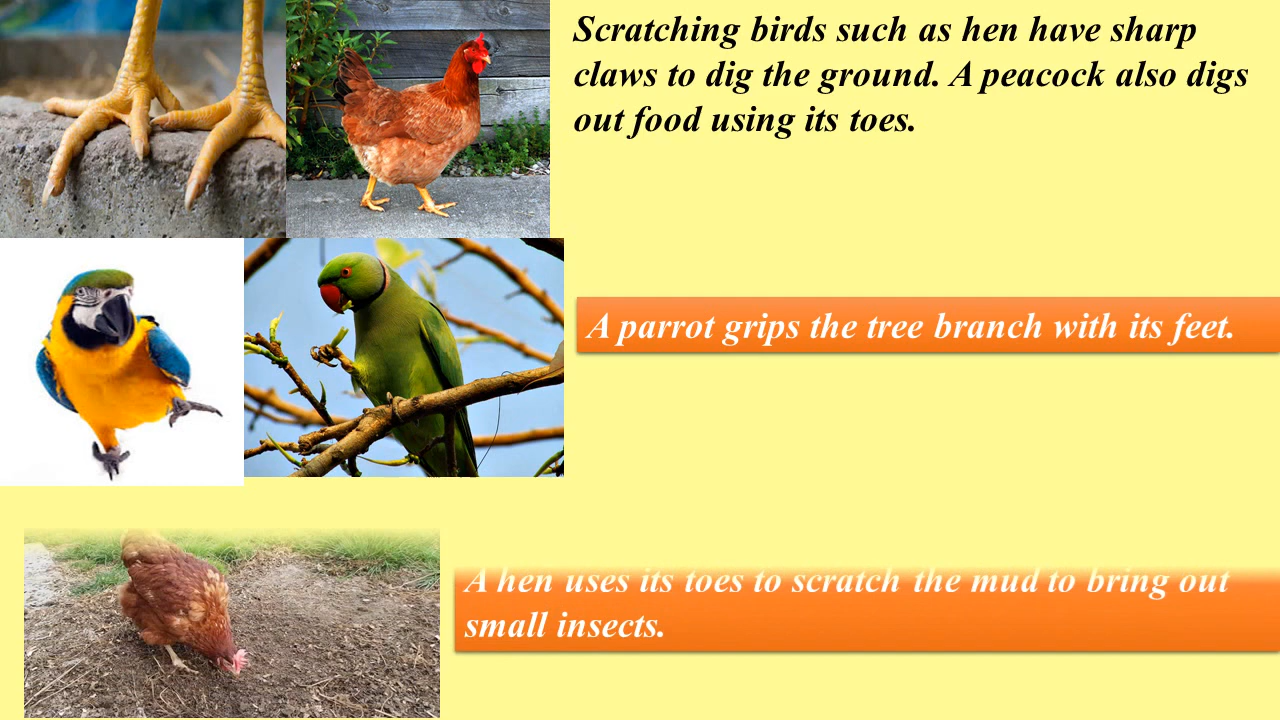 Scratching birds such as hen have sharp
claws to dig the ground. A peacock also digs
out food using its toes.
A parrot grips the tree branch with its feet.
A hen uses its toes to scratch the mud to bring out
small insects.